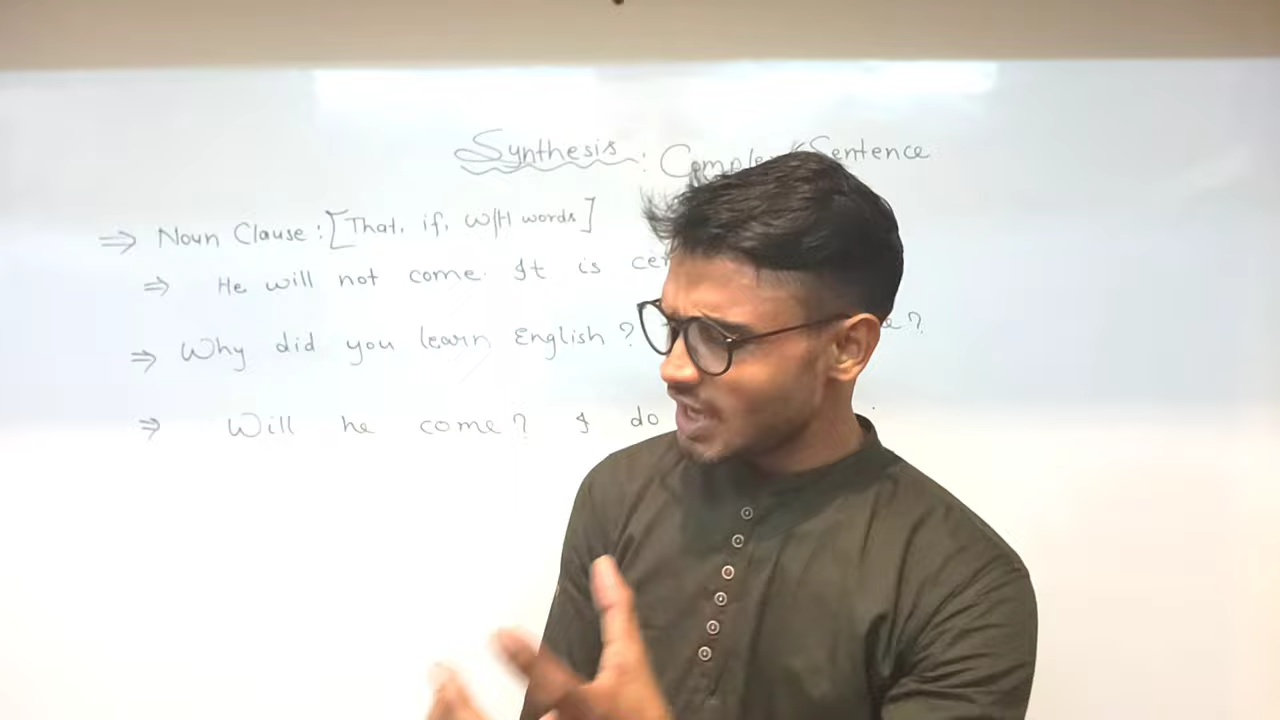 Synthesis : Complex Sentence
⇒ Noun Clause : [That, if, W/H words]
⇒ He will not come. It is
⇒ Why did you learn English ?
⇒ Will he come? I do